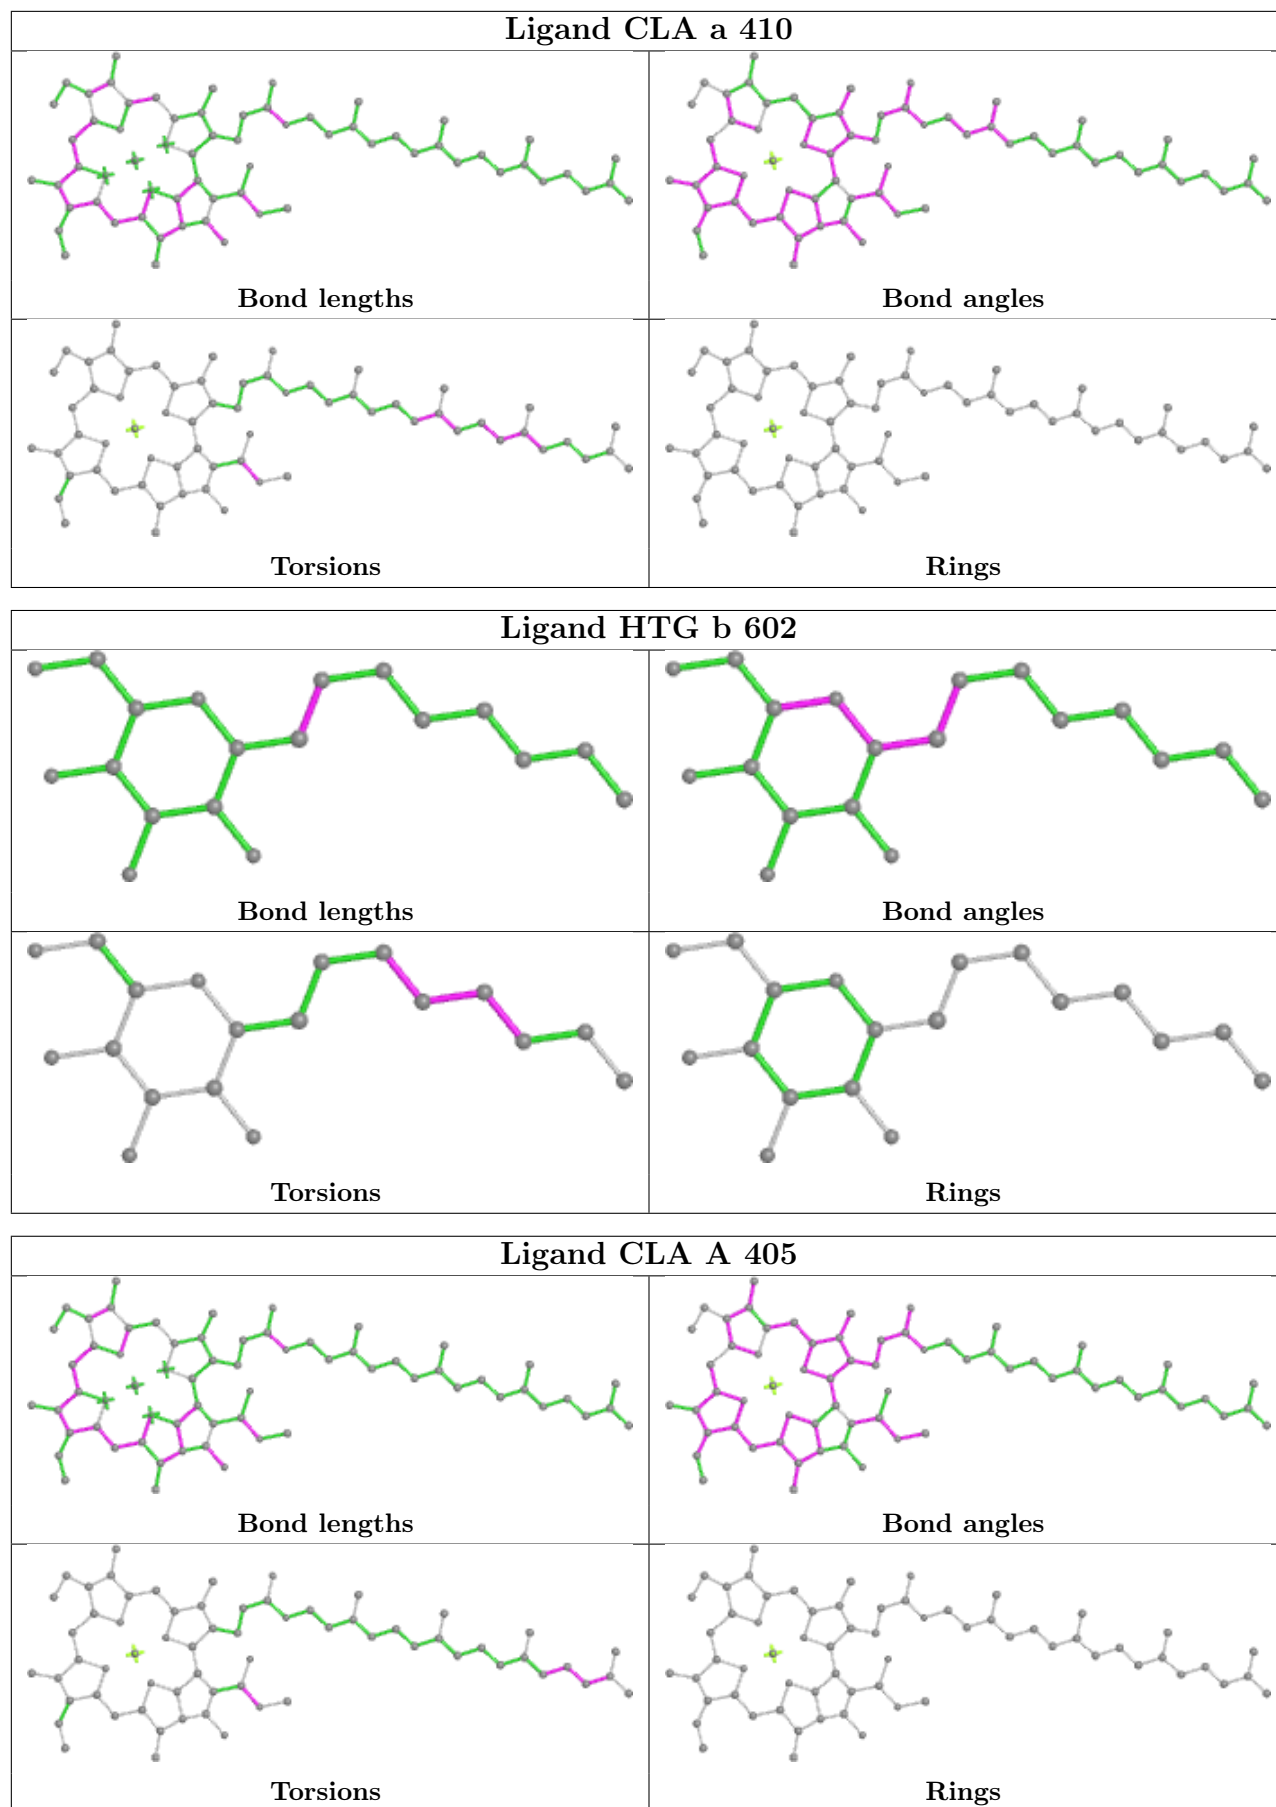 Ligand CLA a 410
Bond lengths
Bond angles
Torsions
Rings
Ligand HTG b 602
Bond lengths
Bond angles
Torsions
Rings
Ligand CLA A 405
Bond lengths
Bond angles
Torsions
Rings